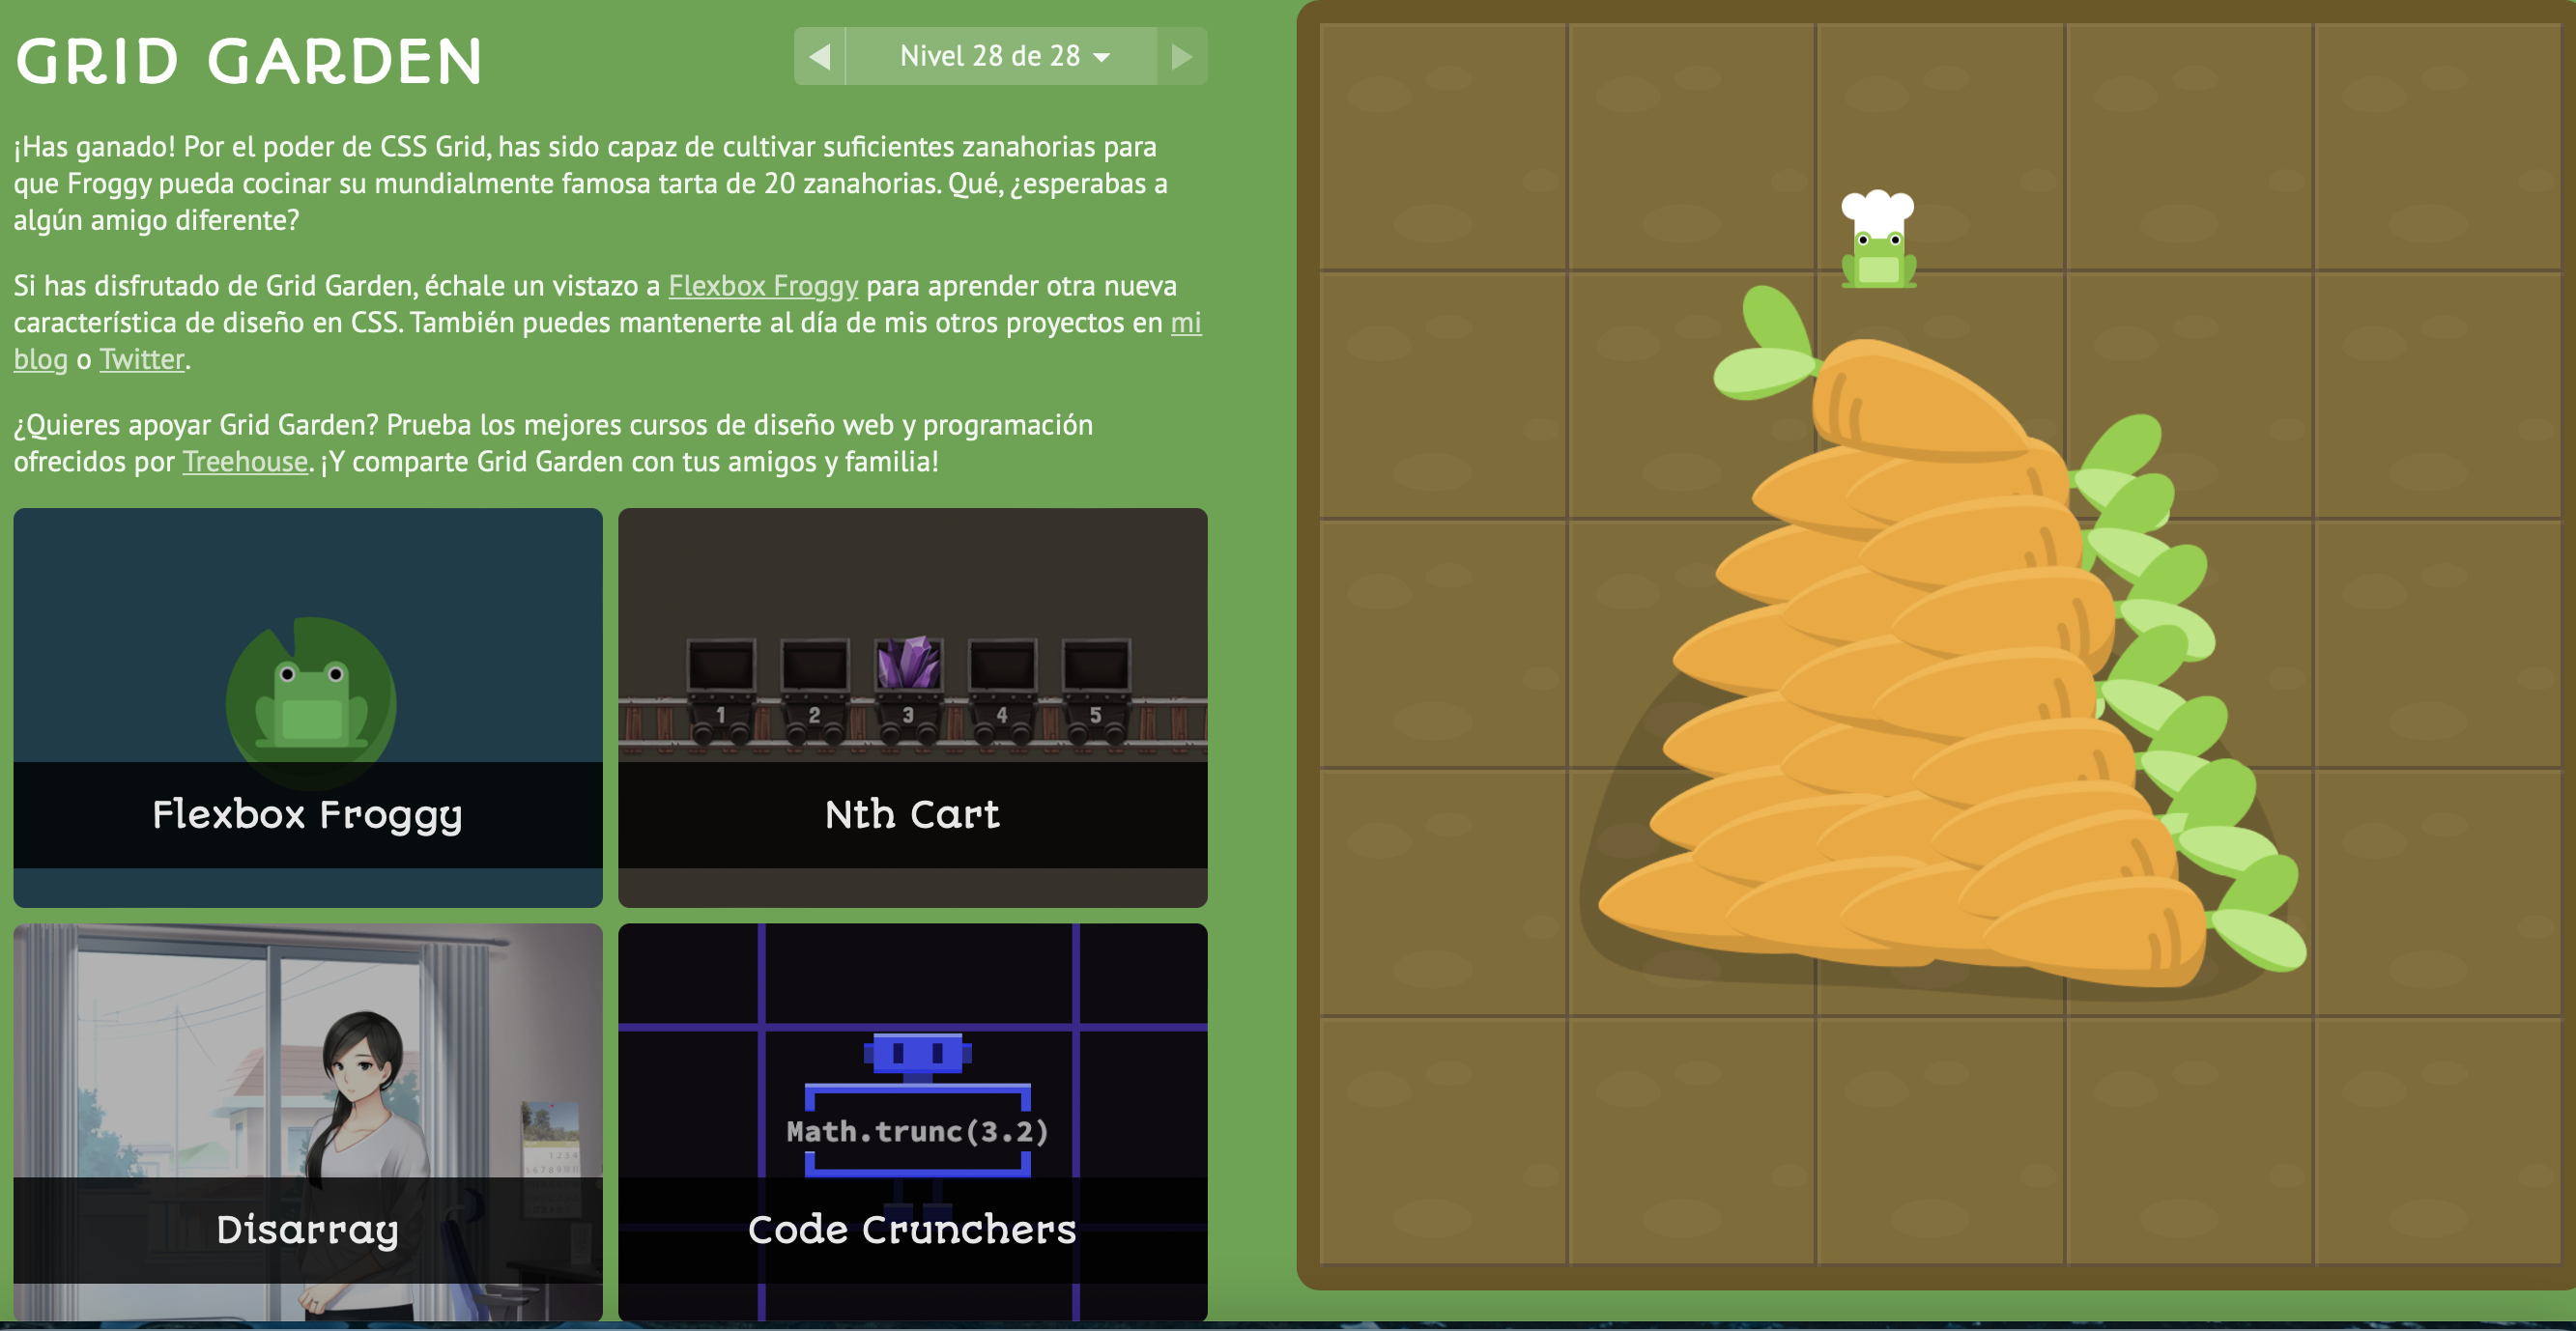 GRID GARDEN
Nivel 28 de 28
¡Has ganado! Por el poder de CSS Grid, has sido capaz de cultivar suficientes zanahorias para
que Froggy pueda cocinar su mundialmente famosa tarta de 20 zanahorias. Qué, ¿esperabas a
algún amigo diferente?
Si has disfrutado de Grid Garden, échale un vistazo a Flexbox Froggy para aprender otra nueva
característica de diseño en CSS. También puedes mantenerte al día de mis otros proyectos en mi
blog o Twitter.
¿Quieres apoyar Grid Garden? Prueba los mejores cursos de diseño web y programación
ofrecidos por Treehouse. ¡Y comparte Grid Garden con tus amigos y familia!
Flexbox Froggy
1 2 3 4 5
Nth Cart
Disarray
Math.trunc(3.2)
Code Crunchers